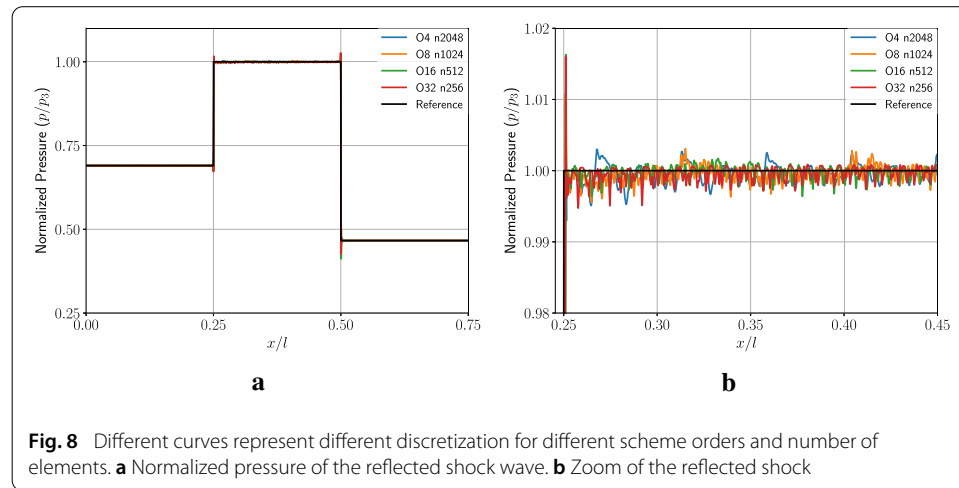 1.00
0.75
0.50
0.25
Normalized Pressure (p/p₃)
0.00 0.25 0.50 0.75
x/l
O4 n2048
O8 n1024
O16 n512
O32 n256
Reference
a
1.02
1.01
1.00
0.99
0.98
Normalized Pressure (p/p₃)
0.25 0.30 0.35 0.40 0.45
x/l
O4 n2048
O8 n1024
O16 n512
O32 n256
Reference
b
Fig. 8 Different curves represent different discretization for different scheme orders and number of
elements. a Normalized pressure of the reflected shock wave. b Zoom of the reflected shock